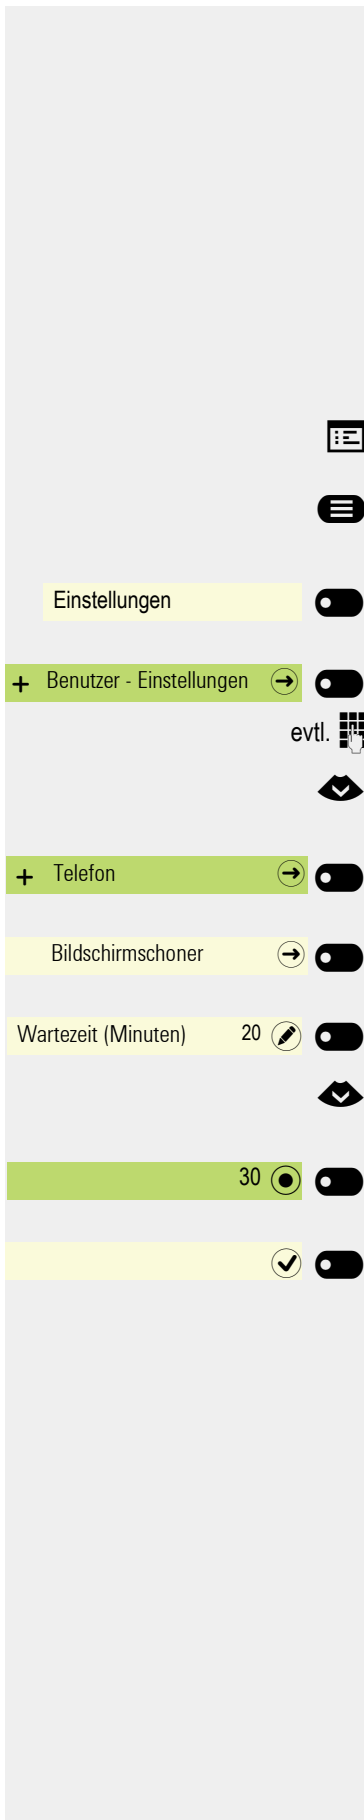 Einstellungen
+ Benutzer - Einstellungen
evtl.
+ Telefon
Bildschirmschoner
Wartezeit (Minuten) 20
30